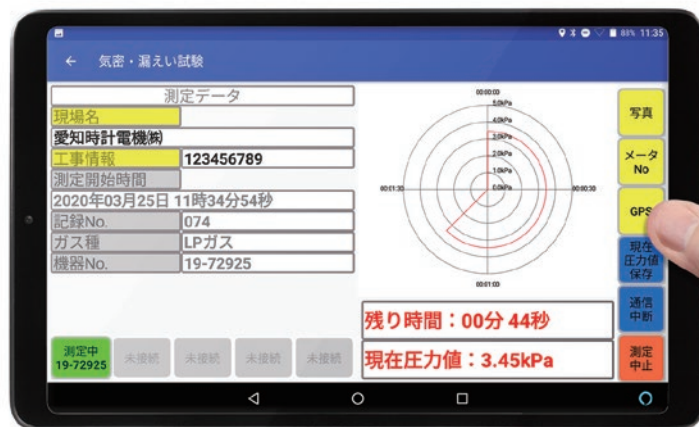 88% 11:35
← 気密・漏えい試験
測定データ
現場名
愛知時計電機㈱
工事情報 123456789
測定開始時間
2020年03月25日 11時34分54秒
記録No. 074
ガス種 LPガス
機器No. 19-72925
00:00:00
5.0kPa
4.0kPa
3.0kPa
2.0kPa
1.0kPa
0.0kPa
00:01:30
00:00:30
00:01:00
残り時間：00分 44秒
現在圧力値：3.45kPa
写真
メータ
No
GPS
現在
圧力値
保存
通信
中断
測定
中止
測定中
19-72925
未接続
未接続
未接続
未接続